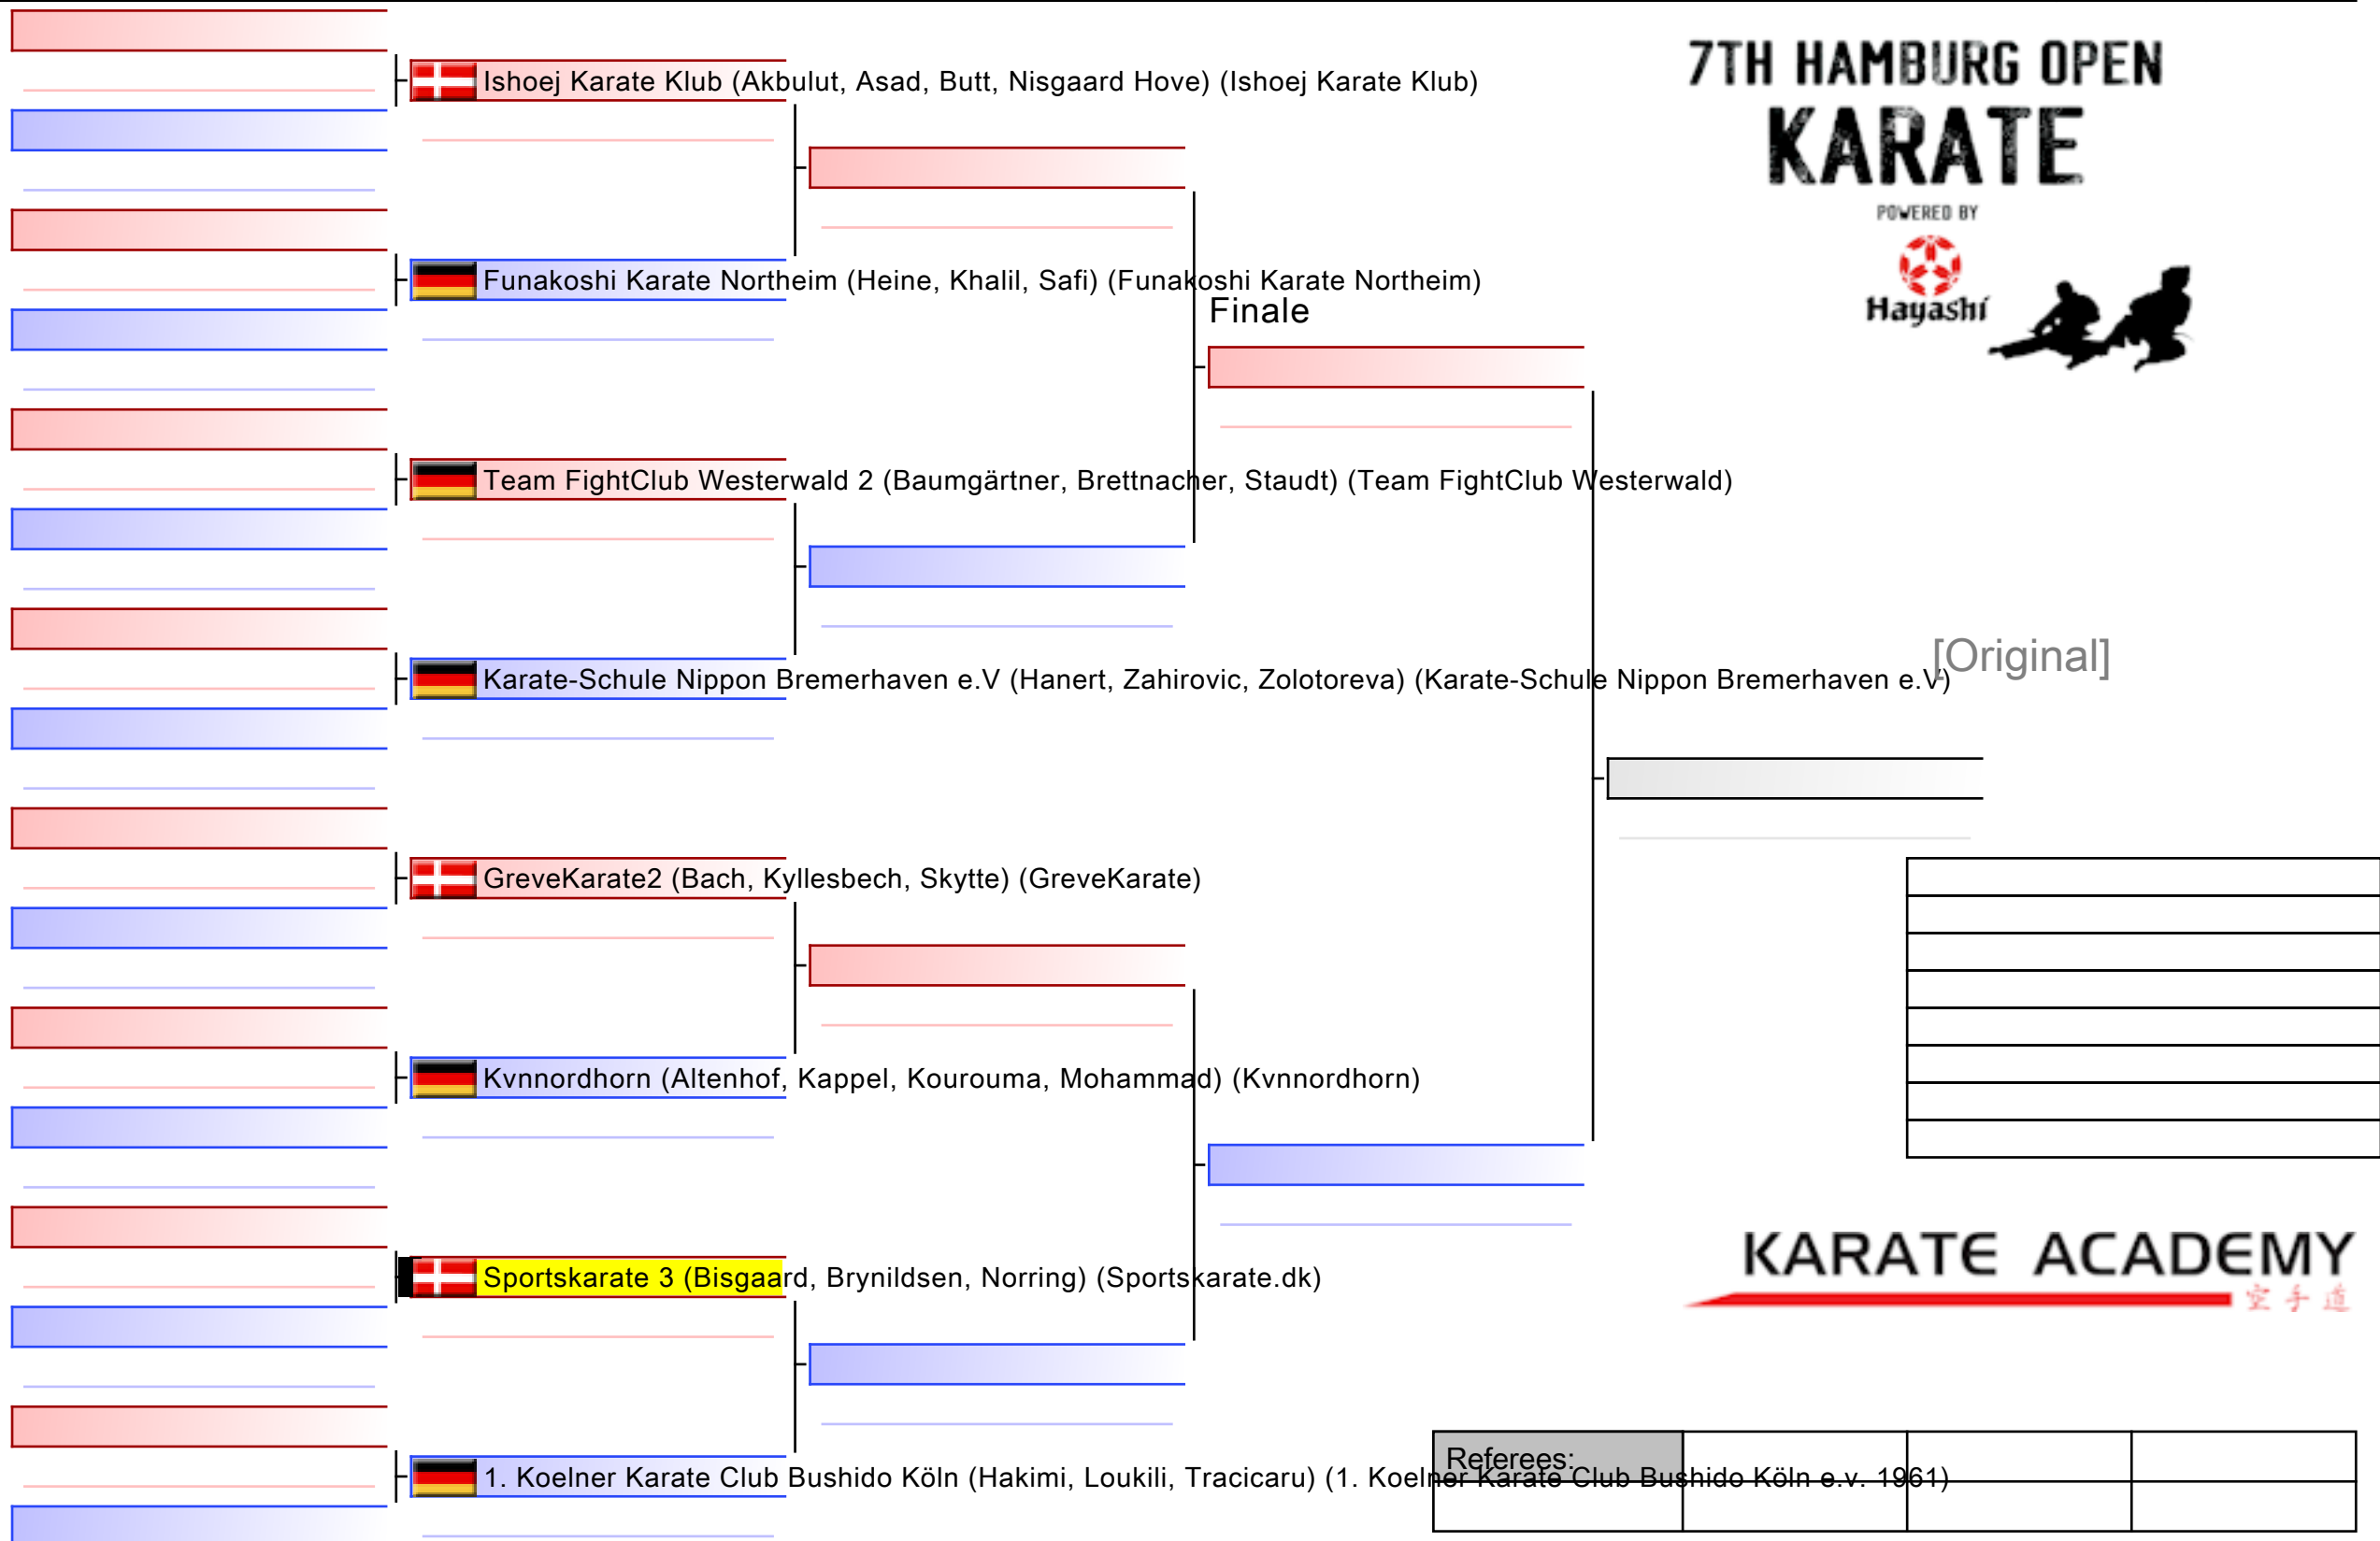 7TH HAMBURG OPEN
KARATE
POWERED BY
Hayashi
Ishoej Karate Klub (Akbulut, Asad, Butt, Nisgaard Hove) (Ishoej Karate Klub)
Funakoshi Karate Northeim (Heine, Khalil, Safi) (Funakoshi Karate Northeim)
Finale
Team FightClub Westerwald 2 (Baumgärtner, Brettnacher, Staudt) (Team FightClub Westerwald)
[Original]
Karate-Schule Nippon Bremerhaven e.V (Hanert, Zahirovic, Zolotoreva) (Karate-Schule Nippon Bremerhaven e.V)
GreveKarate2 (Bach, Kyllesbech, Skytte) (GreveKarate)
Kvnnordhorn (Altenhof, Kappel, Kourouma, Mohammad) (Kvnnordhorn)
KARATE ACADEMY
空手道
Sportskarate 3 (Bisgaard, Brynildsen, Norring) (Sportskarate.dk)
Referees:
1. Koelner Karate Club Bushido Köln (Hakimi, Loukili, Tracicaru) (1. Koelner Karate Club Bushido Köln e.v. 1961)